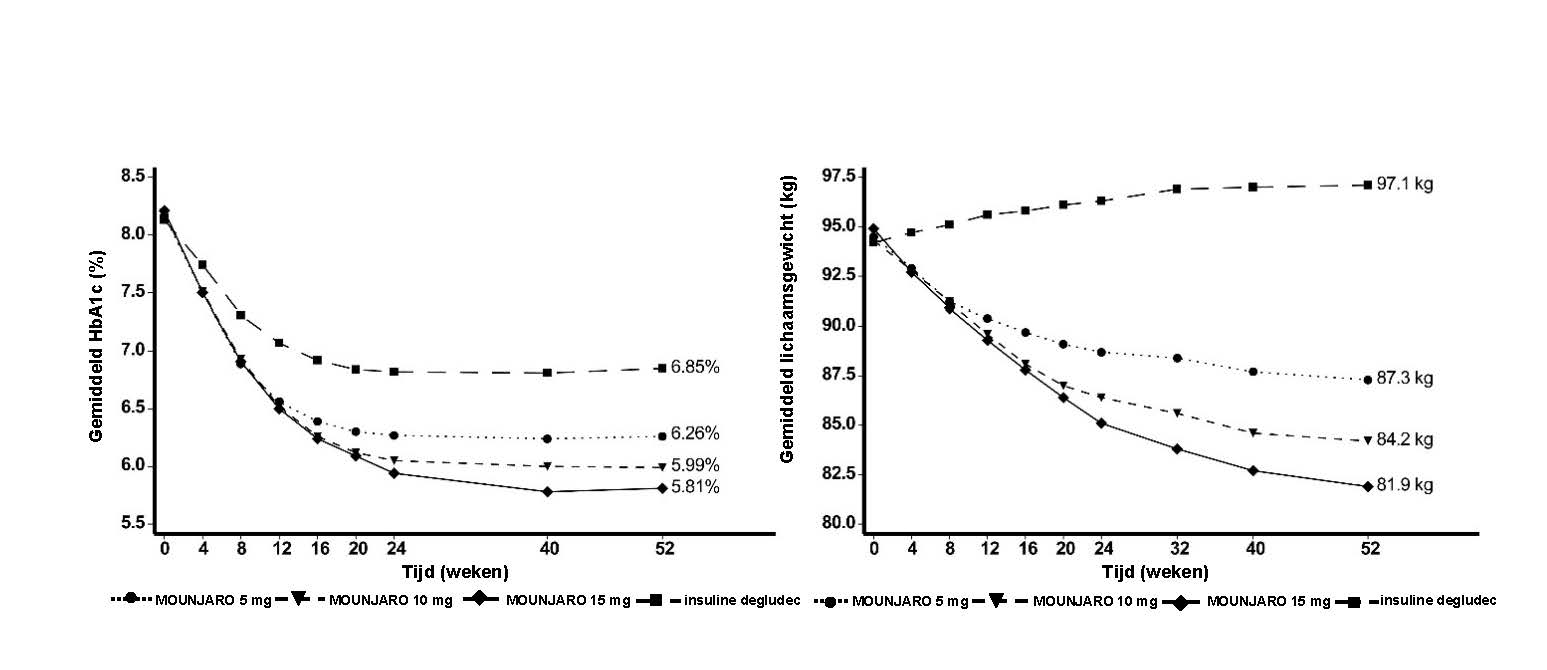 Gemiddeld HbA1c (%)
8.5
8.0
7.5
7.0
6.5
6.0
5.5
6.85%
6.26%
5.99%
5.81%
0 4 8 12 16 20 24 40 52
Tijd (weken)
MOUNJARO 5 mg MOUNJARO 10 mg MOUNJARO 15 mg insuline degludec
Gemiddeld lichaamsgewicht (kg)
97.5
95.0
92.5
90.0
87.5
85.0
82.5
80.0
97.1 kg
87.3 kg
84.2 kg
81.9 kg
0 4 8 12 16 20 24 32 40 52
Tijd (weken)
MOUNJARO 5 mg MOUNJARO 10 mg MOUNJARO 15 mg insuline degludec